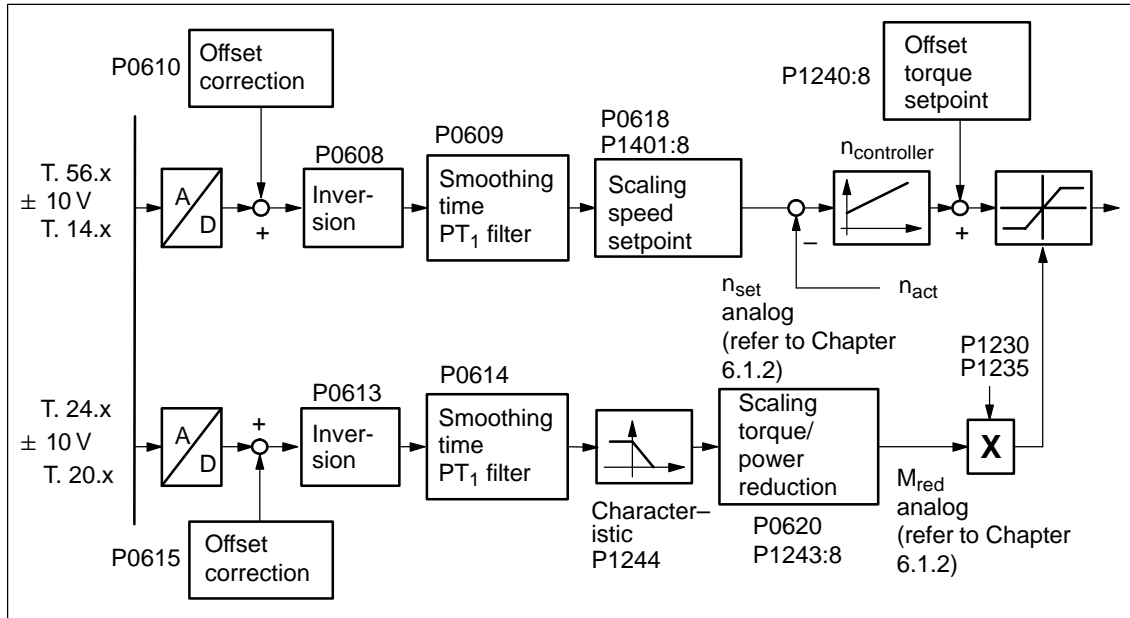 P0610
Offset
correction
P1240:8
Offset
torque
setpoint
T. 56.x
± 10 V
T. 14.x
A
D
+
P0608
Inver-
sion
P0609
Smoothing
time
PT1 filter
P0618
P1401:8
Scaling
speed
setpoint
–
ncontroller
+
nset
analog
(refer to Chapter
6.1.2)
nact
P1230
P1235
T. 24.x
± 10 V
T. 20.x
A
D
+
P0613
Inver-
sion
P0614
Smoothing
time
PT1 filter
Character–
istic
P1244
Scaling
torque/
power
reduction
P0620
P1243:8
X
Mred
analog
(refer to Chapter
6.1.2)
P0615
Offset
correction